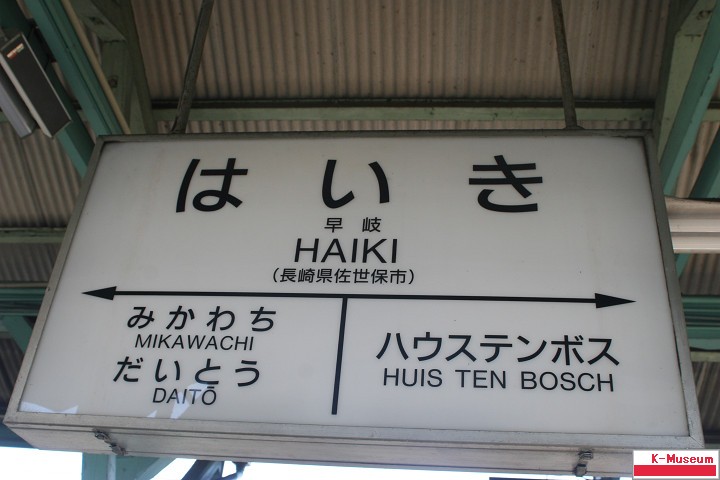 はいき
早岐
HAIKI
(長崎県佐世保市)
みかわち
MIKAWACHI
だいとう
DAITŌ
ハウステンボス
HUIS TEN BOSCH
K-Museum